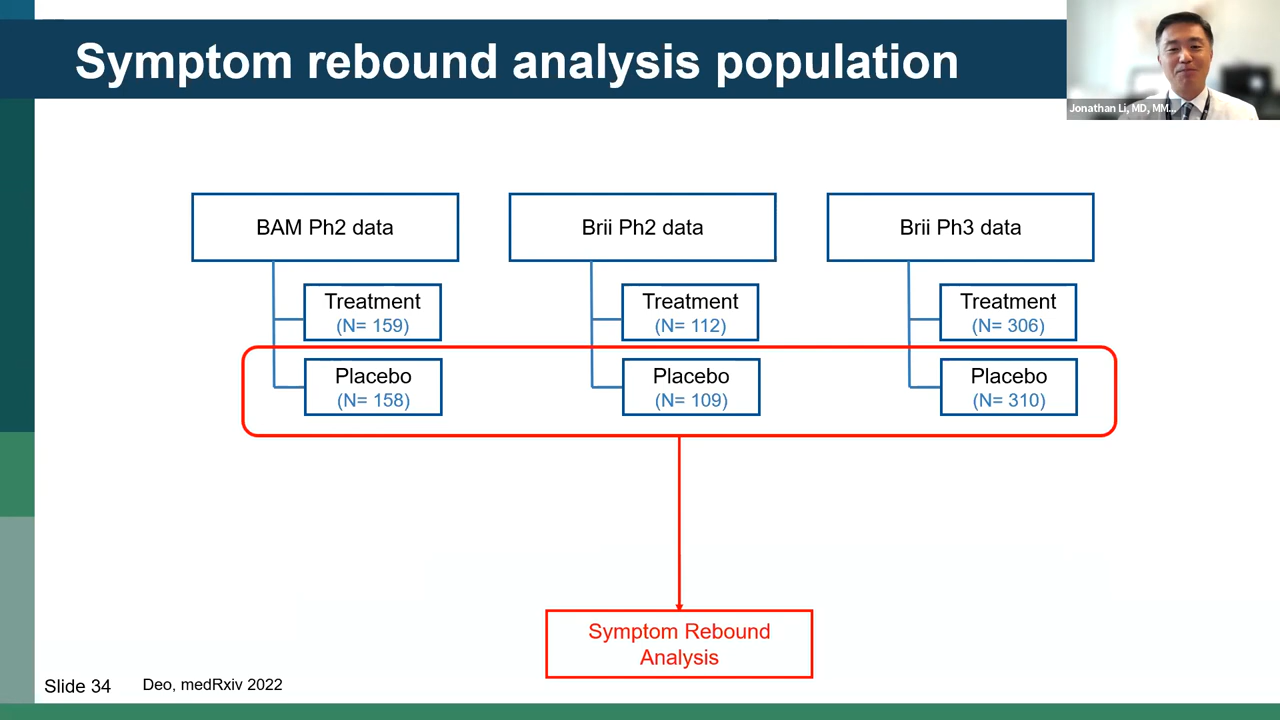 Symptom rebound analysis population
Jonathan Li, MD, MM...
BAM Ph2 data
Treatment
(N= 159)
Placebo
(N= 158)
Brii Ph2 data
Treatment
(N= 112)
Placebo
(N= 109)
Brii Ph3 data
Treatment
(N= 306)
Placebo
(N= 310)
Symptom Rebound
Analysis
Slide 34
Deo, medRxiv 2022